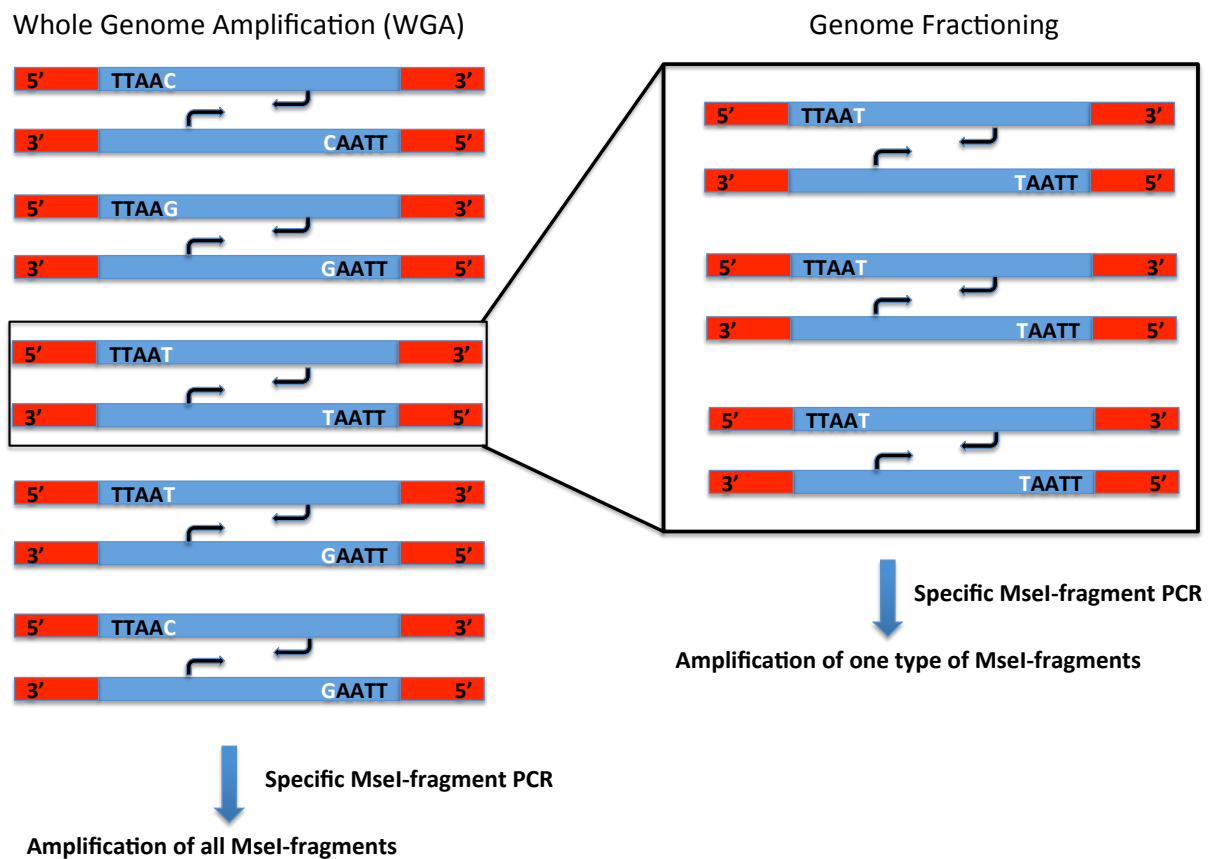 Whole Genome Amplification (WGA)
5’ TTAAC 3’
3’ CAATT 5’
5’ TTAAG 3’
3’ GAATT 5’
5’ TTAAT 3’
3’ TAATT 5’
5’ TTAAT 3’
3’ GAATT 5’
5’ TTAAC 3’
3’ GAATT 5’
Specific MseI-fragment PCR
Amplification of all MseI-fragments
Genome Fractioning
5’ TTAAT 3’
3’ TAATT 5’
5’ TTAAT 3’
3’ TAATT 5’
5’ TTAAT 3’
3’ TAATT 5’
Specific MseI-fragment PCR
Amplification of one type of MseI-fragments